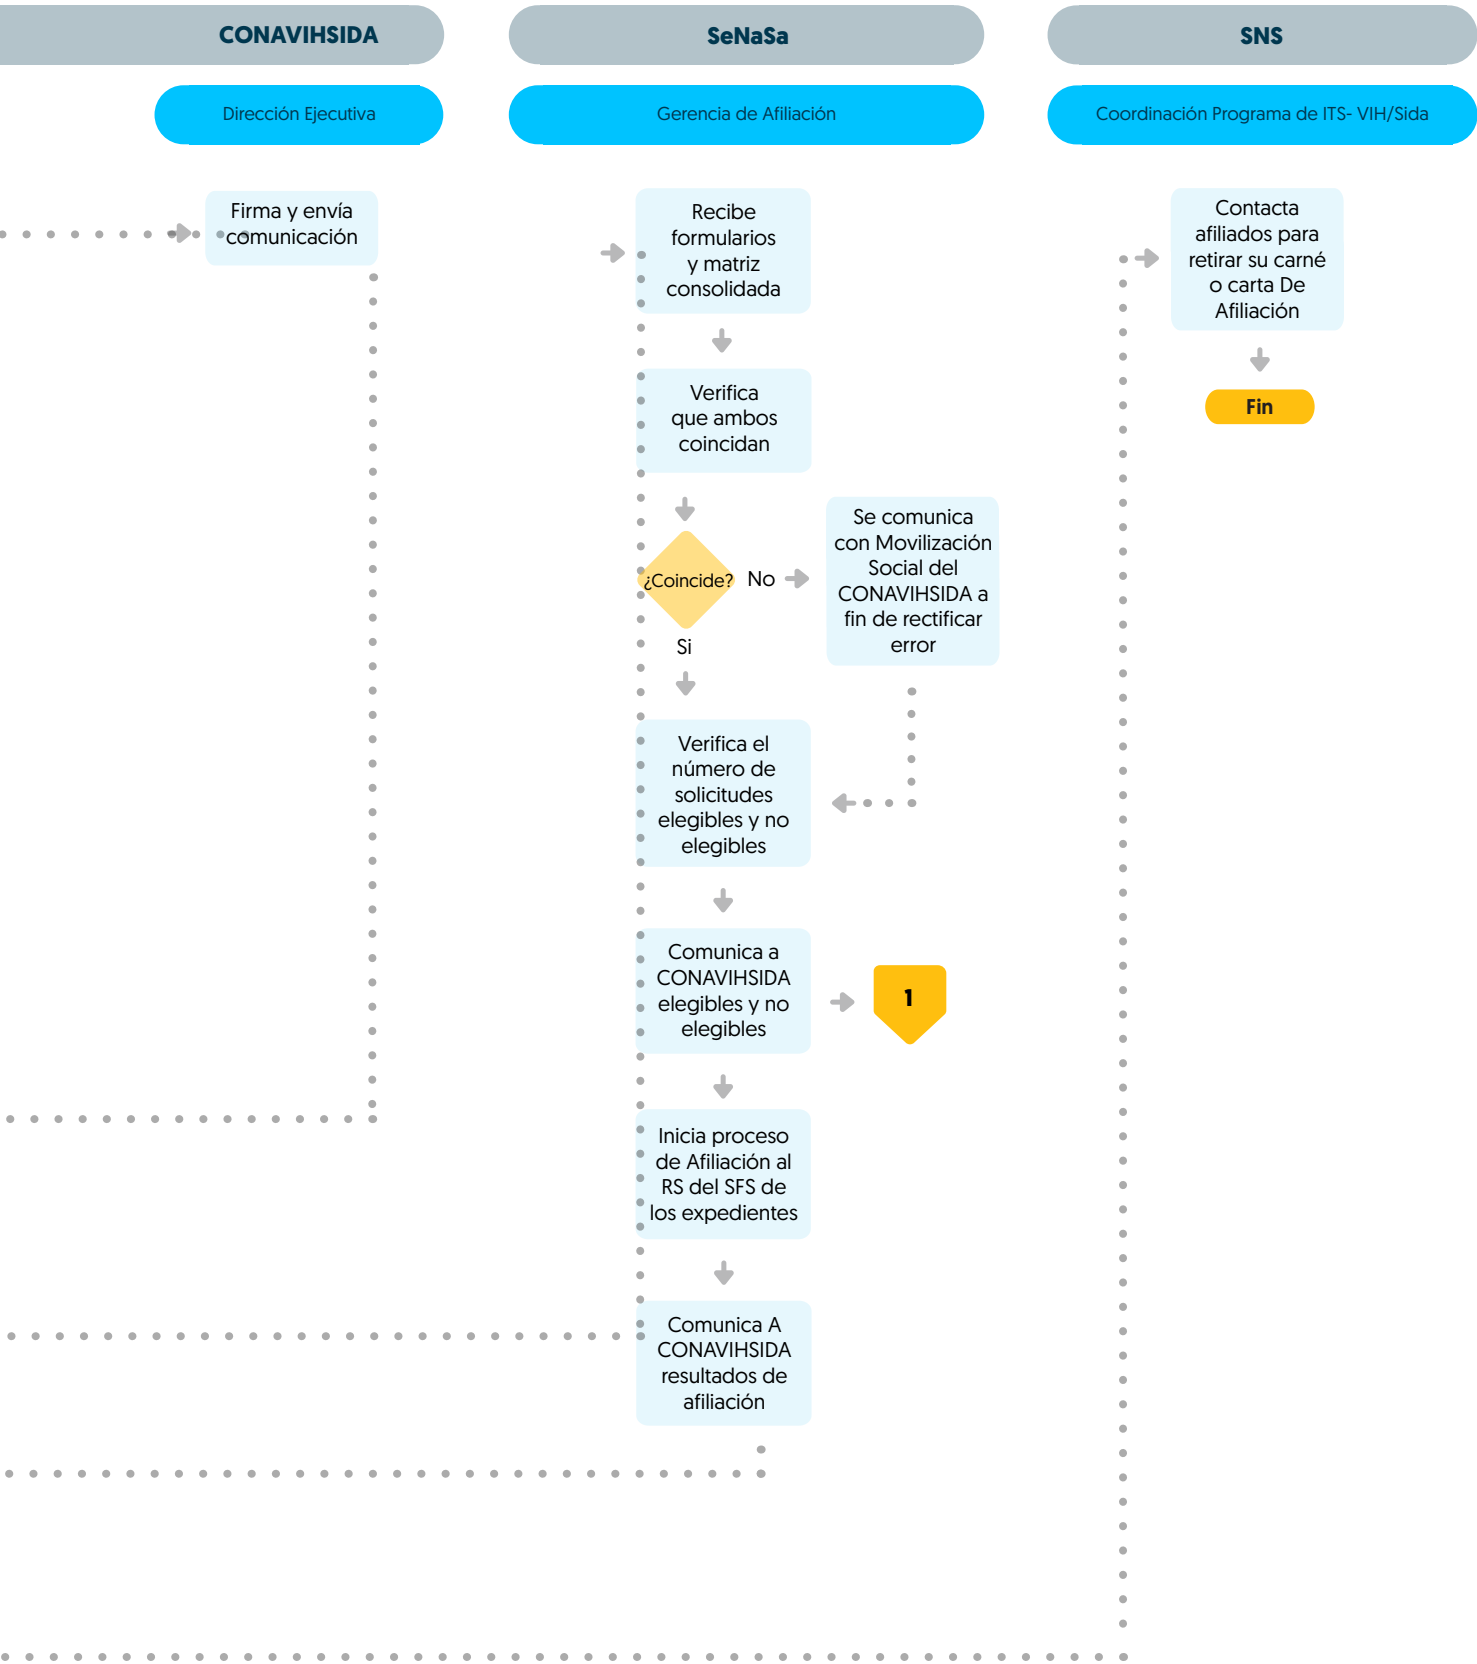 CONAVIHSIDA
SeNaSa
SNS
Dirección Ejecutiva
Gerencia de Afiliación
Coordinación Programa de ITS- VIH/Sida
Firma y envía
comunicación
Recibe
formularios
y matriz
consolidada
Verifica
que ambos
coincidan
¿Coincide?
No
Se comunica
con Movilización
Social del
CONAVIHSIDA a
fin de rectificar
error
Si
Verifica el
número de
solicitudes
elegibles y no
elegibles
Comunica a
CONAVIHSIDA
elegibles y no
elegibles
1
Inicia proceso
de Afiliación al
RS del SFS de
los expedientes
Comunica A
CONAVIHSIDA
resultados de
afiliación
Contacta
afiliados para
retirar su carné
o carta De
Afiliación
Fin